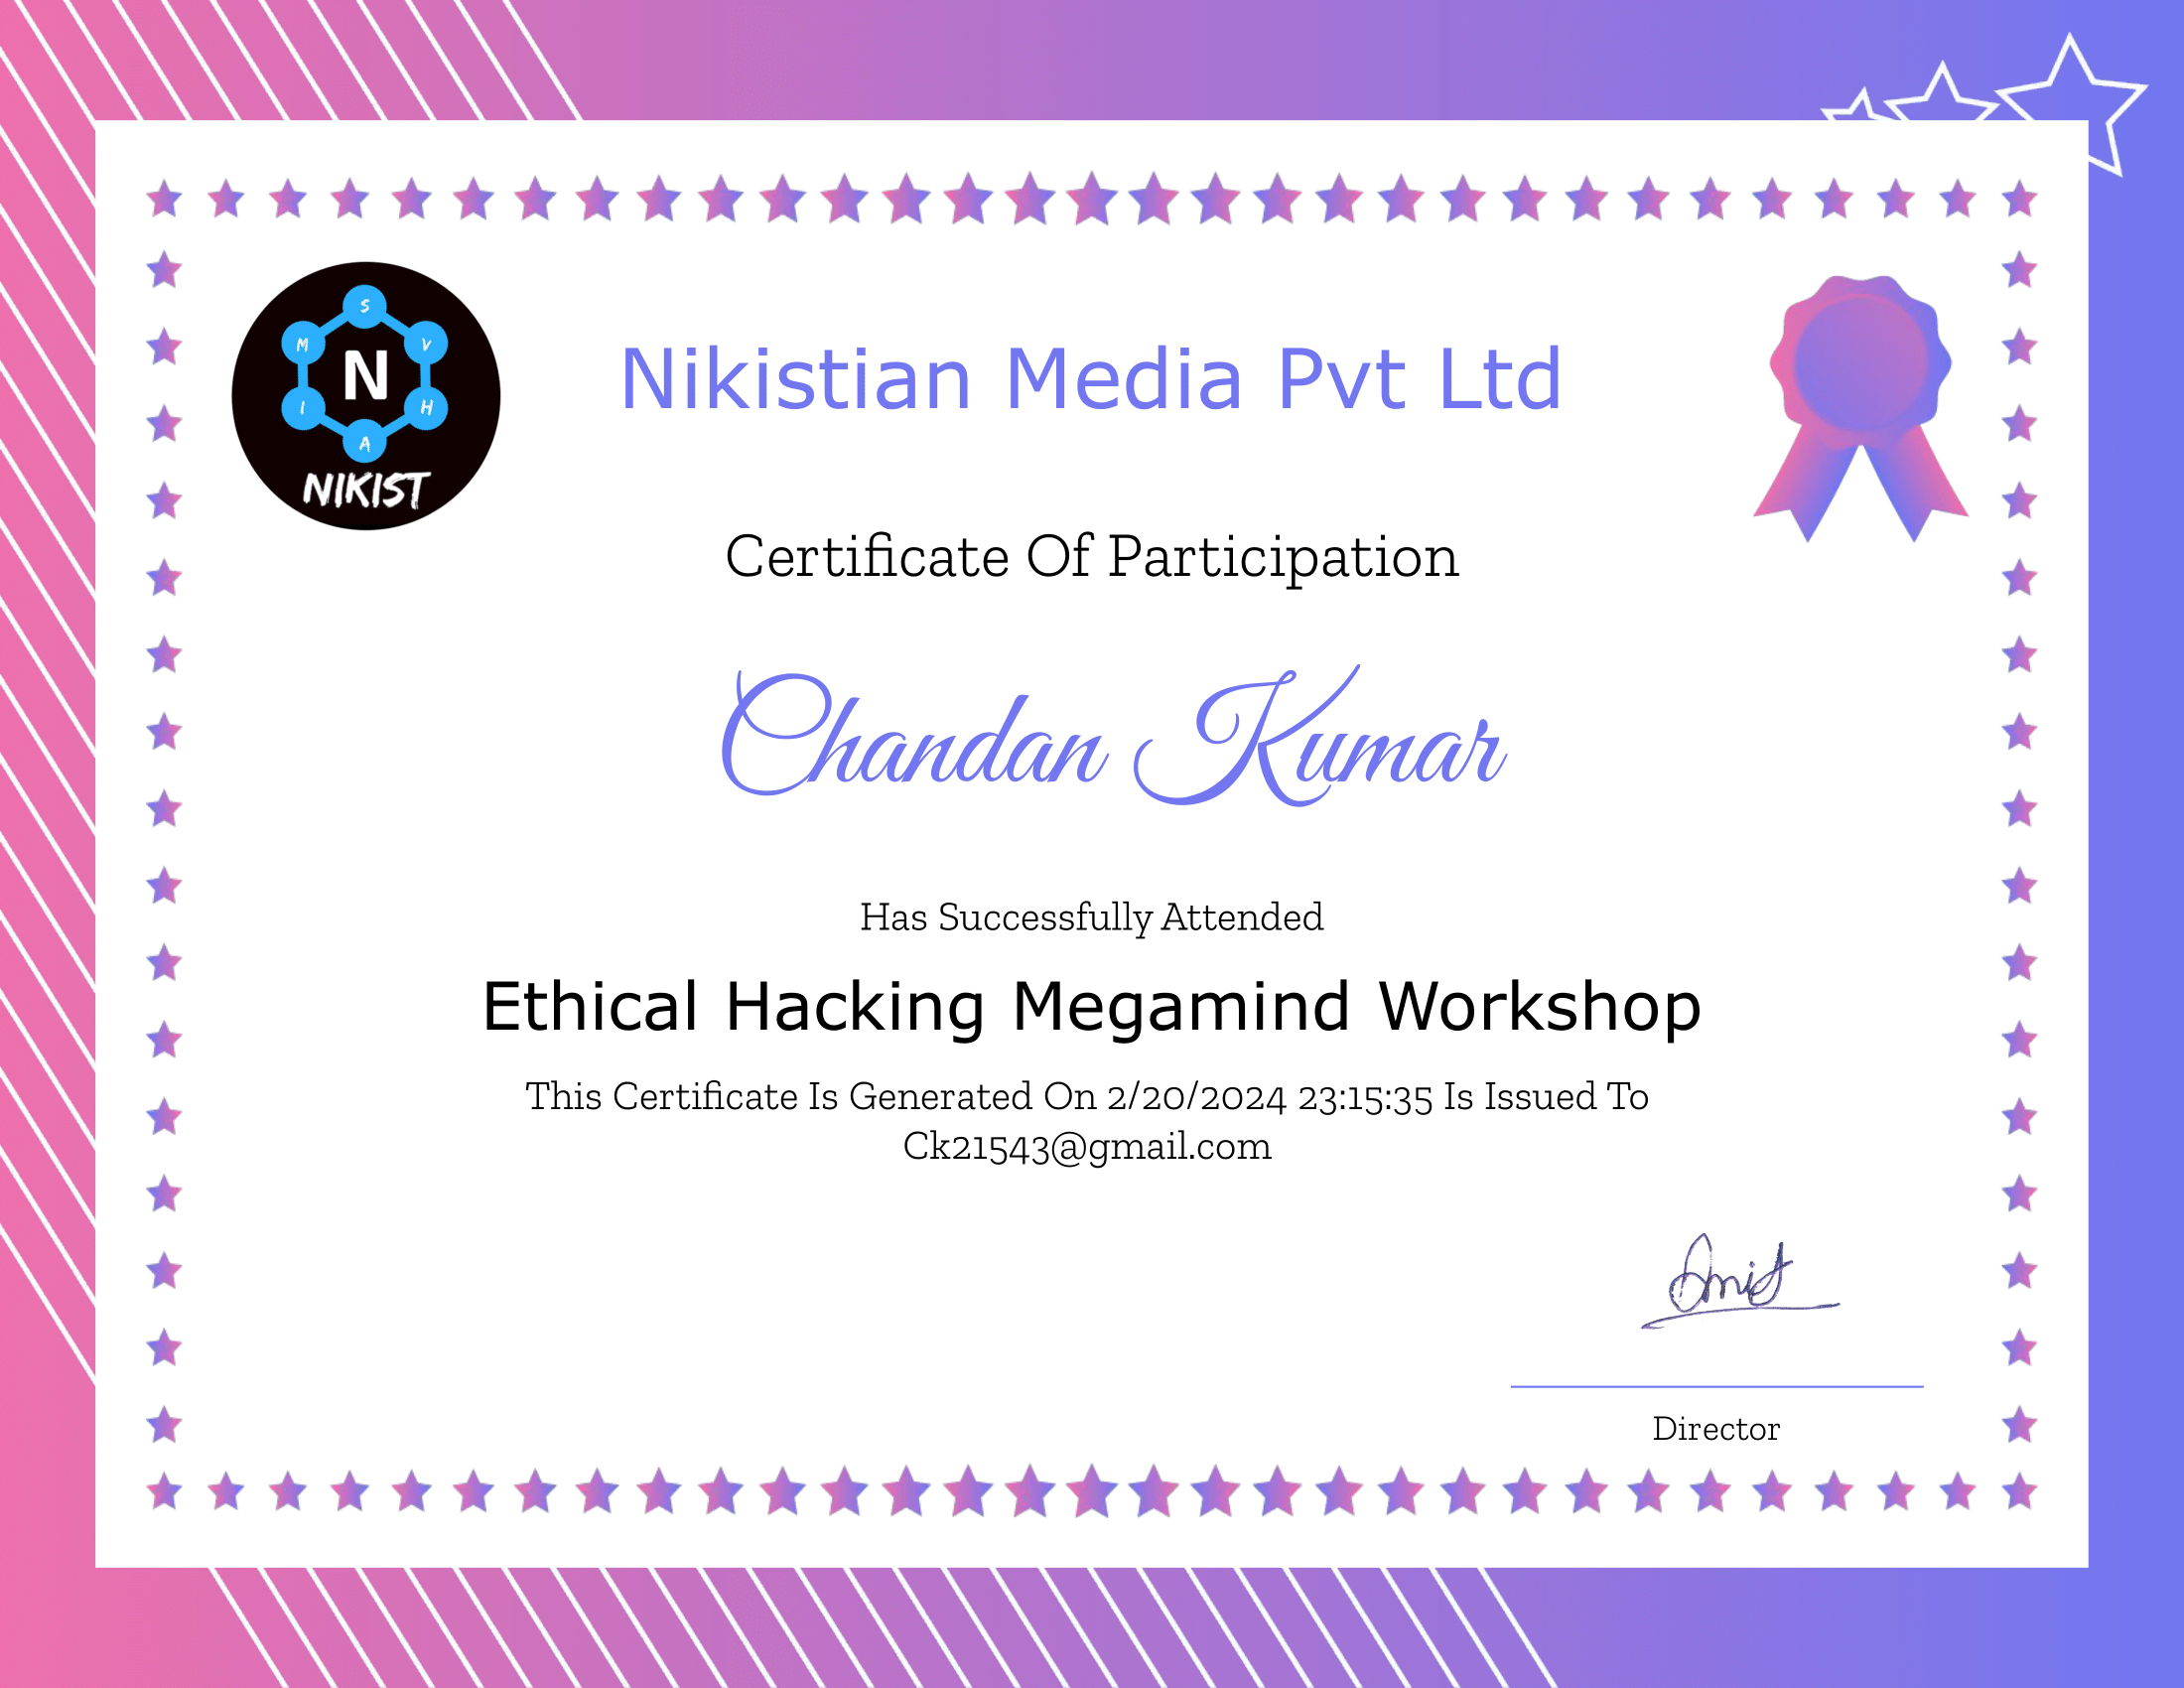 S
M
V
N
I
H
A
NIKIST
Nikistian Media Pvt Ltd
Certificate Of Participation
Chandan Kumar
Has Successfully Attended
Ethical Hacking Megamind Workshop
This Certificate Is Generated On 2/20/2024 23:15:35 Is Issued To
Ck21543@gmail.com
Amit
Director